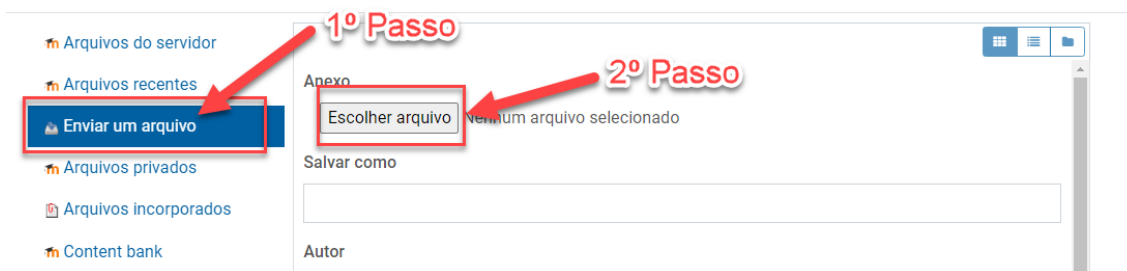 1º Passo
Arquivos do servidor
Arquivos recentes
Enviar um arquivo
Arquivos privados
Arquivos incorporados
Content bank
Anexo
2º Passo
Escolher arquivo Nenhum arquivo selecionado
Salvar como
Autor